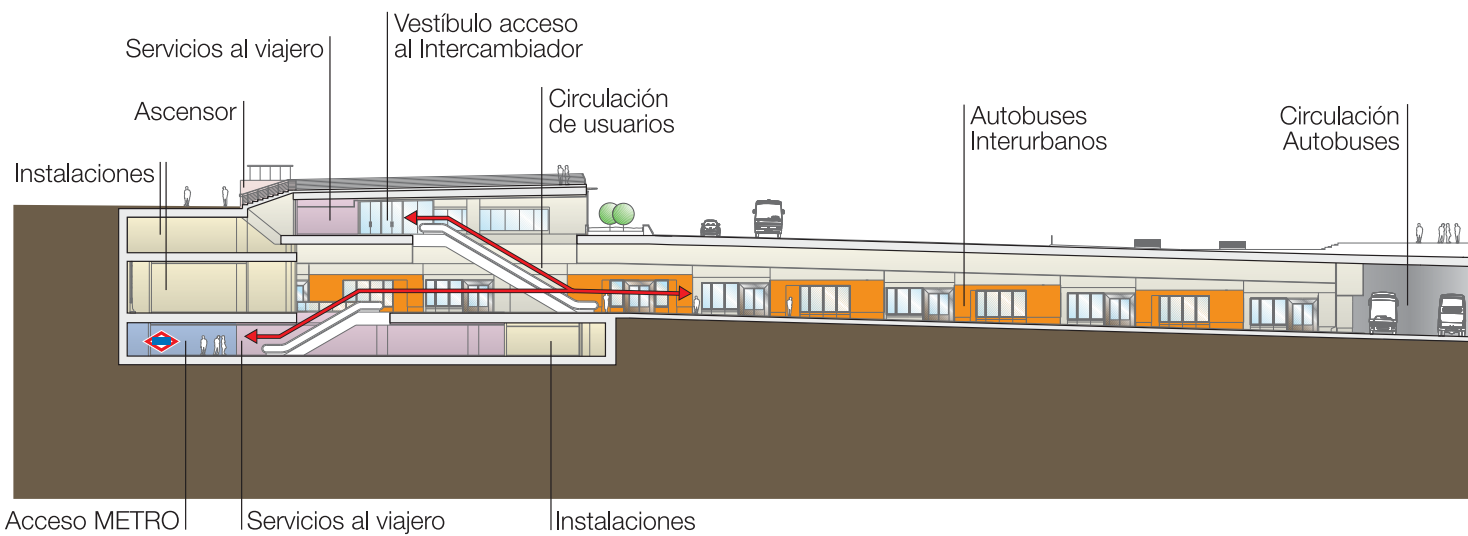 Vestíbulo acceso
al Intercambiador
Servicios al viajero
Ascensor
Circulación
de usuarios
Autobuses
Interurbanos
Circulación
Autobuses
Instalaciones
Acceso METRO
Servicios al viajero
Instalaciones